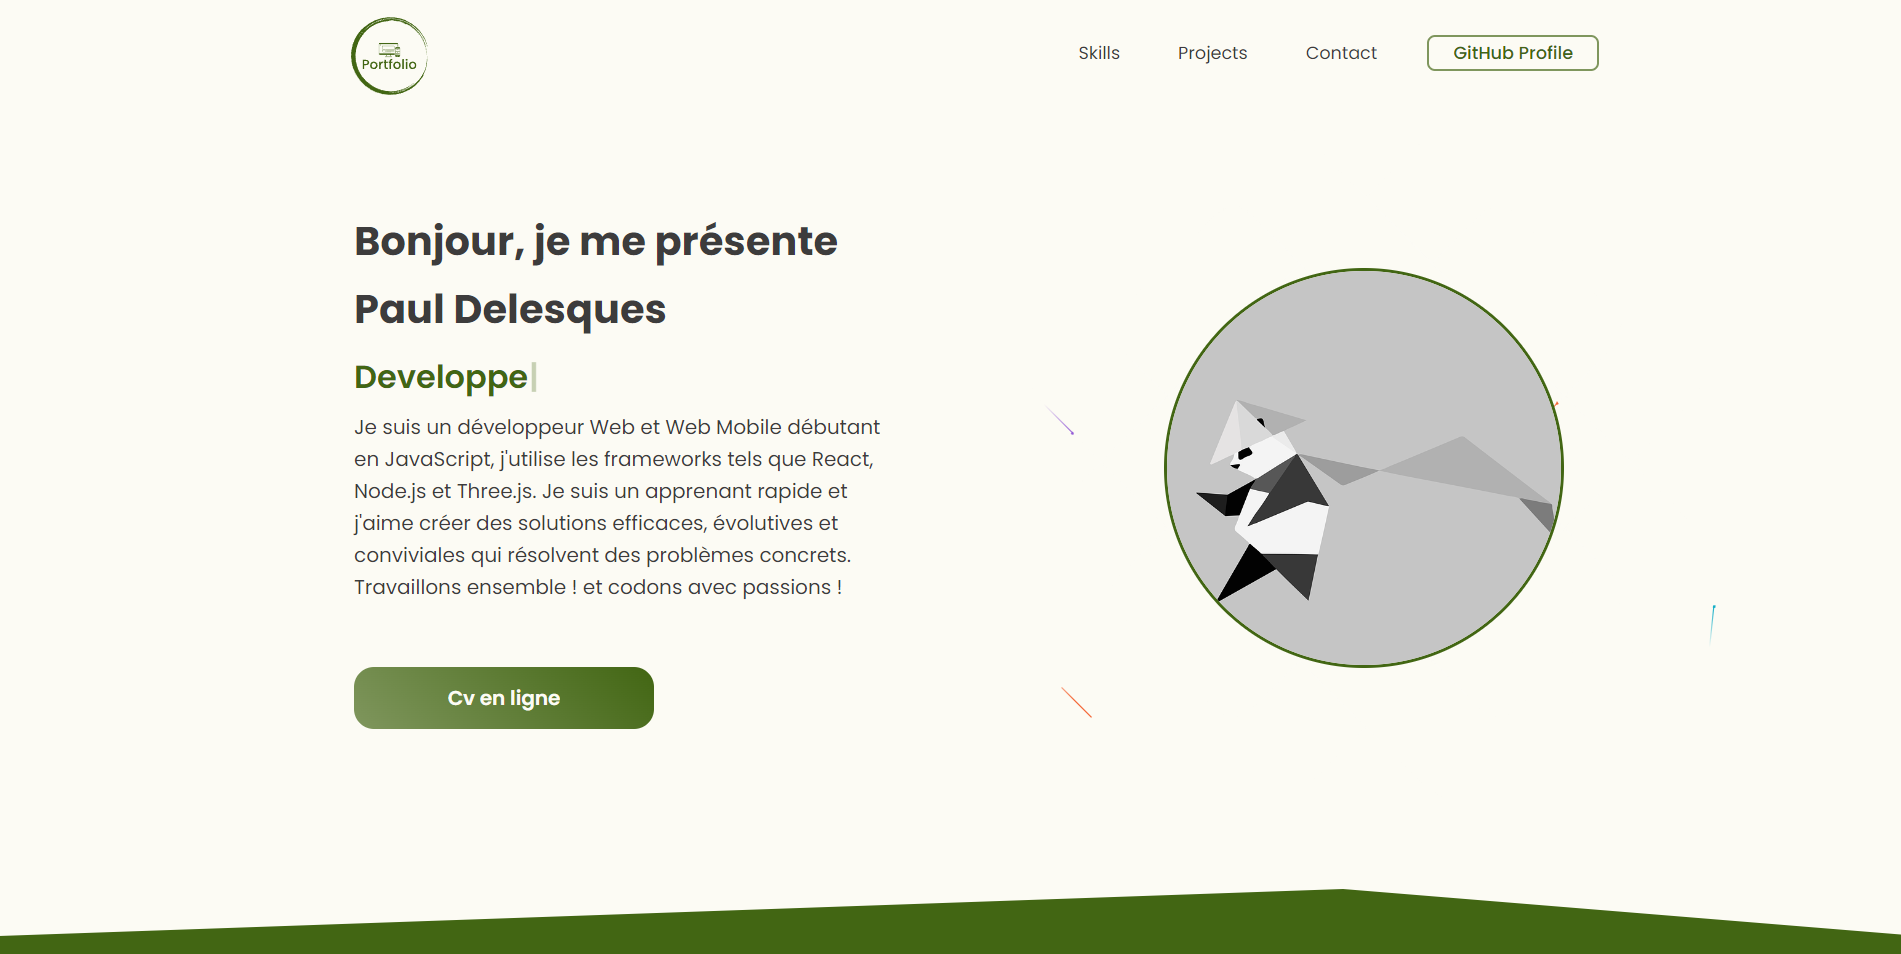 Portfolio
Skills
Projects
Contact
GitHub Profile
Bonjour, je me présente
Paul Delesques
Developpe|
Je suis un développeur Web et Web Mobile débutant
en JavaScript, j'utilise les frameworks tels que React,
Node.js et Three.js. Je suis un apprenant rapide et
j'aime créer des solutions efficaces, évolutives et
conviviales qui résolvent des problèmes concrets.
Travaillons ensemble ! et codons avec passions !
Cv en ligne